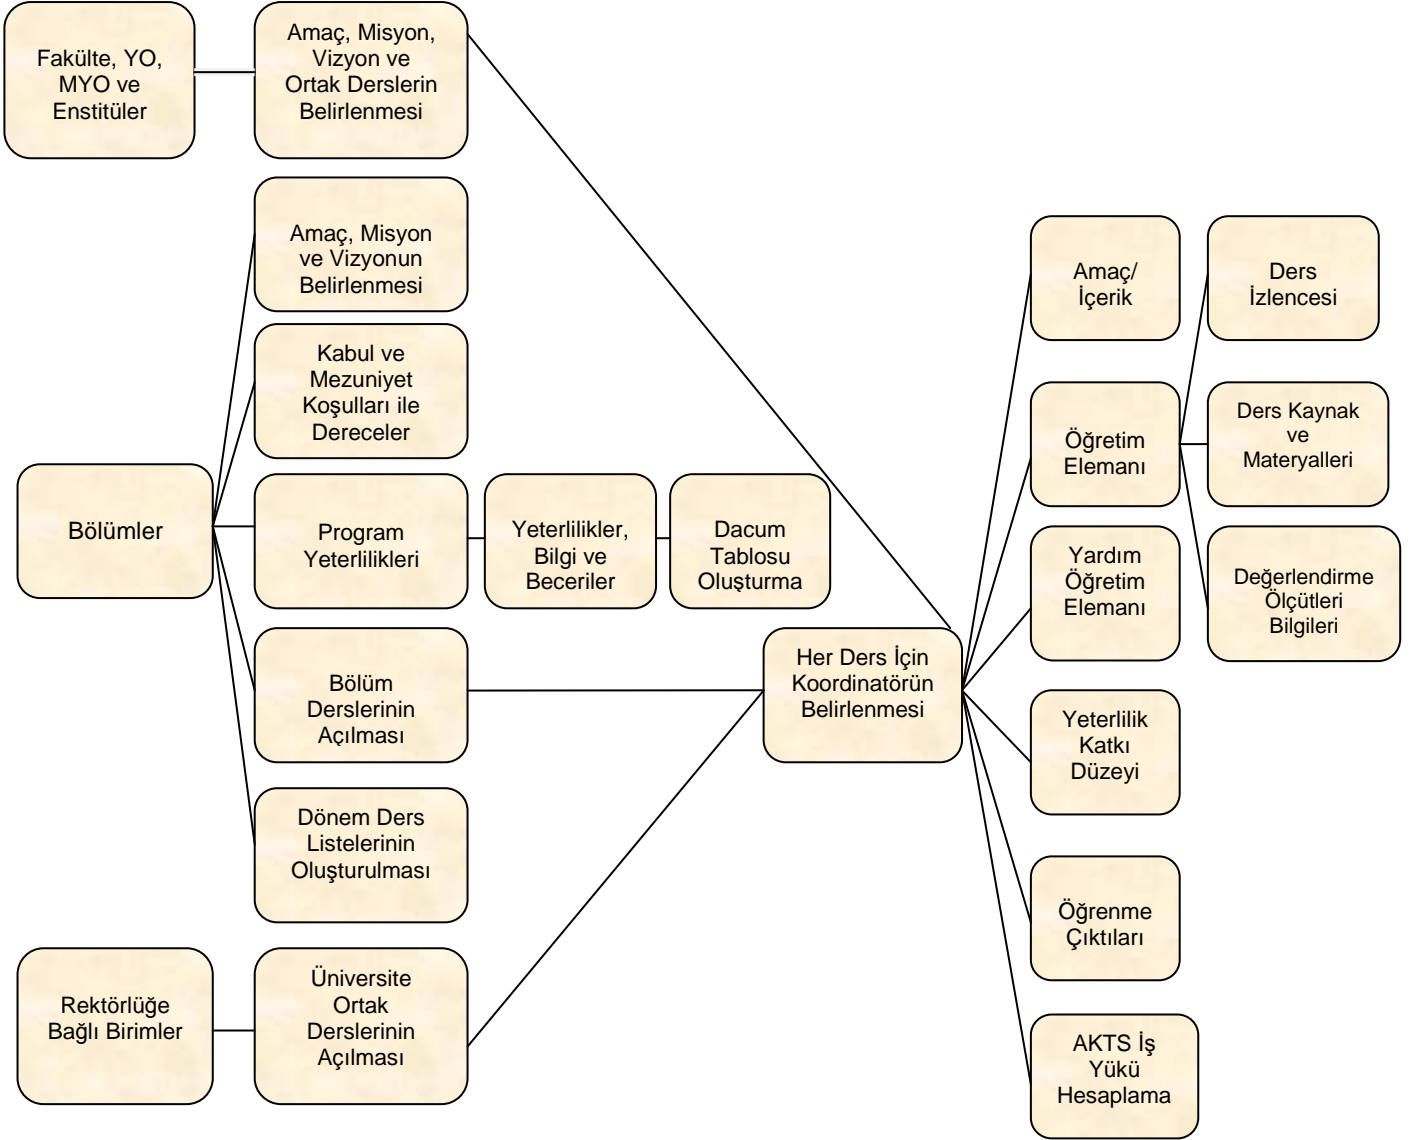 Fakülte, YO,
MYO ve
Enstitüler
Amaç, Misyon,
Vizyon ve
Ortak Derslerin
Belirlenmesi
Amaç, Misyon
ve Vizyonun
Belirlenmesi
Kabul ve
Mezuniyet
Koşulları ile
Dereceler
Bölümler
Program
Yeterlilikleri
Yeterlilikler,
Bilgi ve
Beceriler
Dacum
Tablosu
Oluşturma
Bölüm
Derslerinin
Açılması
Dönem Ders
Listelerinin
Oluşturulması
Rektörlüğe
Bağlı Birimler
Üniversite
Ortak
Derslerinin
Açılması
Her Ders İçin
Koordinatörün
Belirlenmesi
Amaç/
İçerik
Öğretim
Elemanı
Yardım
Öğretim
Elemanı
Yeterlilik
Katkı
Düzeyi
Öğrenme
Çıktıları
AKTS İş
Yükü
Hesaplama
Ders
İzlencesi
Ders Kaynak
ve
Materyalleri
Değerlendirme
Ölçütleri
Bilgileri